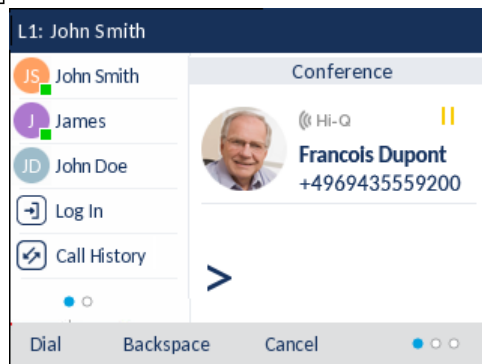 L1: John Smith
JS John Smith
J James
JD John Doe
Log In
Call History
Conference
Hi-Q
Francois Dupont
+4969435559200
>
Dial Backspace Cancel